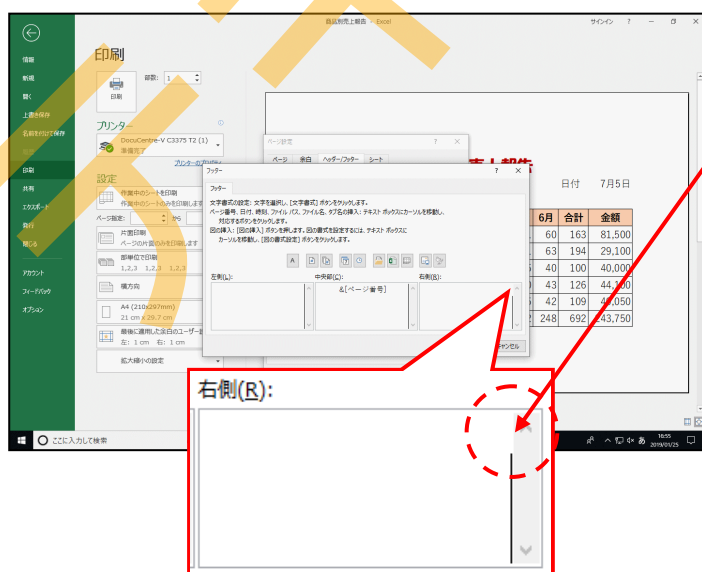 商品別売上報告 - Excel
サインイン ?
印刷
情報
新規
開く
上書き保存
名前を付けて保存
印刷
共有
エクスポート
発行
閉じる
アカウント
フィードバック
オプション
部数: 1
印刷
プリンター
DocuCentre-V C3375 T2 (1)
準備完了
プリンターのプロパティ
設定
作業中のシートを印刷
作業中のシートのみを印刷します
ページ指定: から
片面印刷
ページの片面のみを印刷します
部単位で印刷
1,2,3 1,2,3 1,2,3
横方向
A4 (210x297mm)
21 cm x 29.7 cm
最後に適用した余白のユーザー
左: 1 cm 右: 1 cm
拡大縮小の設定
ページ設定 ?
ページ 余白 ヘッダー/フッター シート
日付 7月5日
6月 合計 金額
60 163 81,500
63 194 29,100
40 100 40,000
43 126 44,100
42 109 49,050
248 692 243,750
フッター ?
フッター
文字書式の設定: 文字を選択し、[文字書式] ボタンをクリックします。
ページ番号、日付、時刻、ファイル パス、ファイル名、タブ名の挿入: テキスト ボックスにカーソルを移動し、
対応するボタンをクリックします。
図の挿入: [図の挿入] ボタンを押します。図の書式を設定するには、テキスト ボックスに
カーソルを移動し、[図の書式設定] ボタンをクリックします。
A
左側(L): 中央部(C): 右側(R):
&[ページ番号]
キャンセル
右側(R):
ここに入力して検索
あ 16:55
2019/01/25